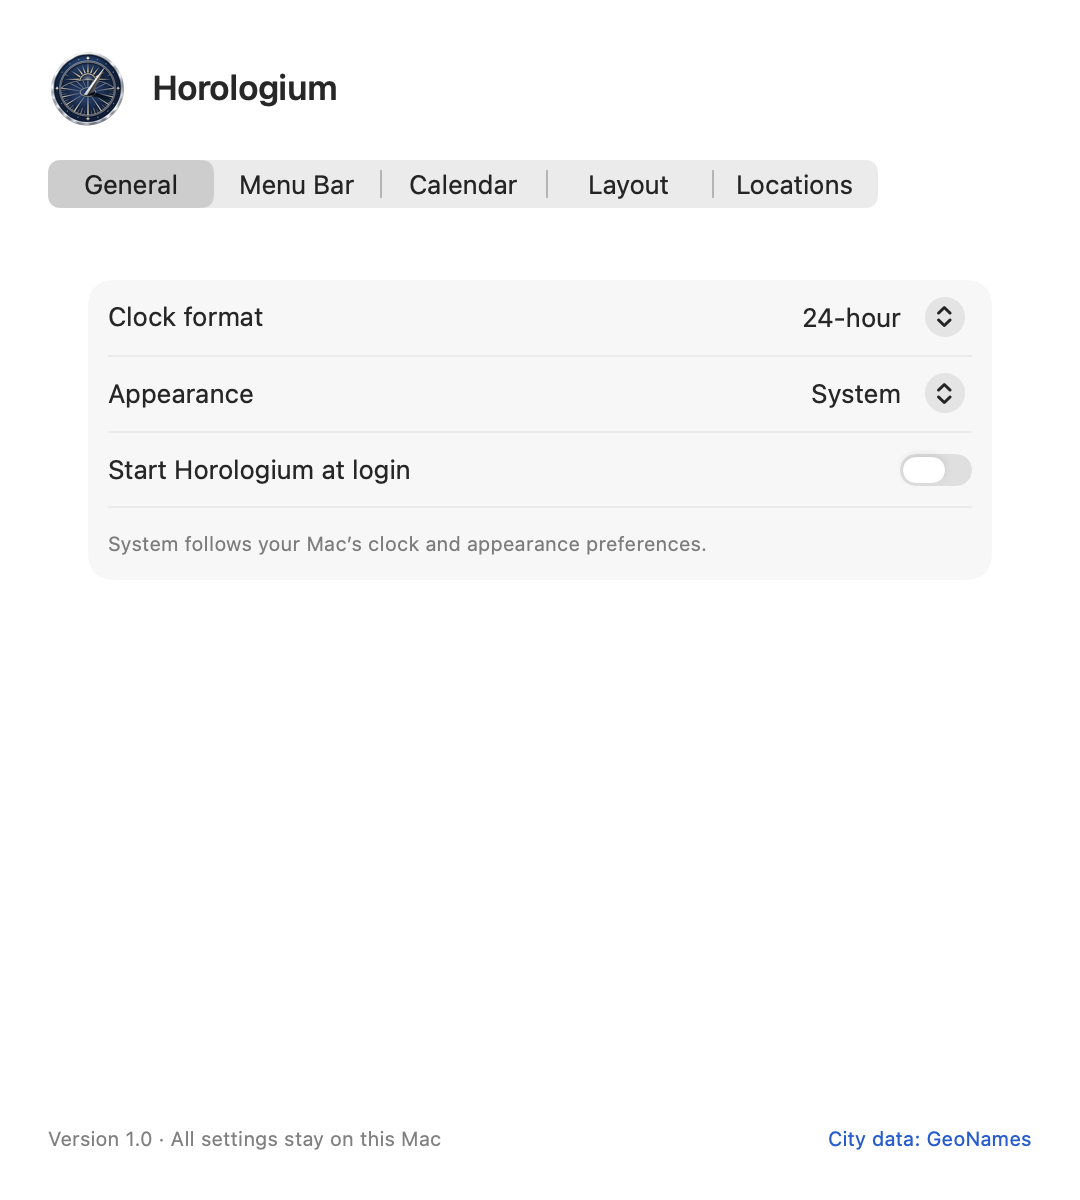 Horologium
General
Menu Bar
Calendar
Layout
Locations
Clock format
24-hour
Appearance
System
Start Horologium at login
System follows your Mac’s clock and appearance preferences.
Version 1.0 · All settings stay on this Mac
City data: GeoNames